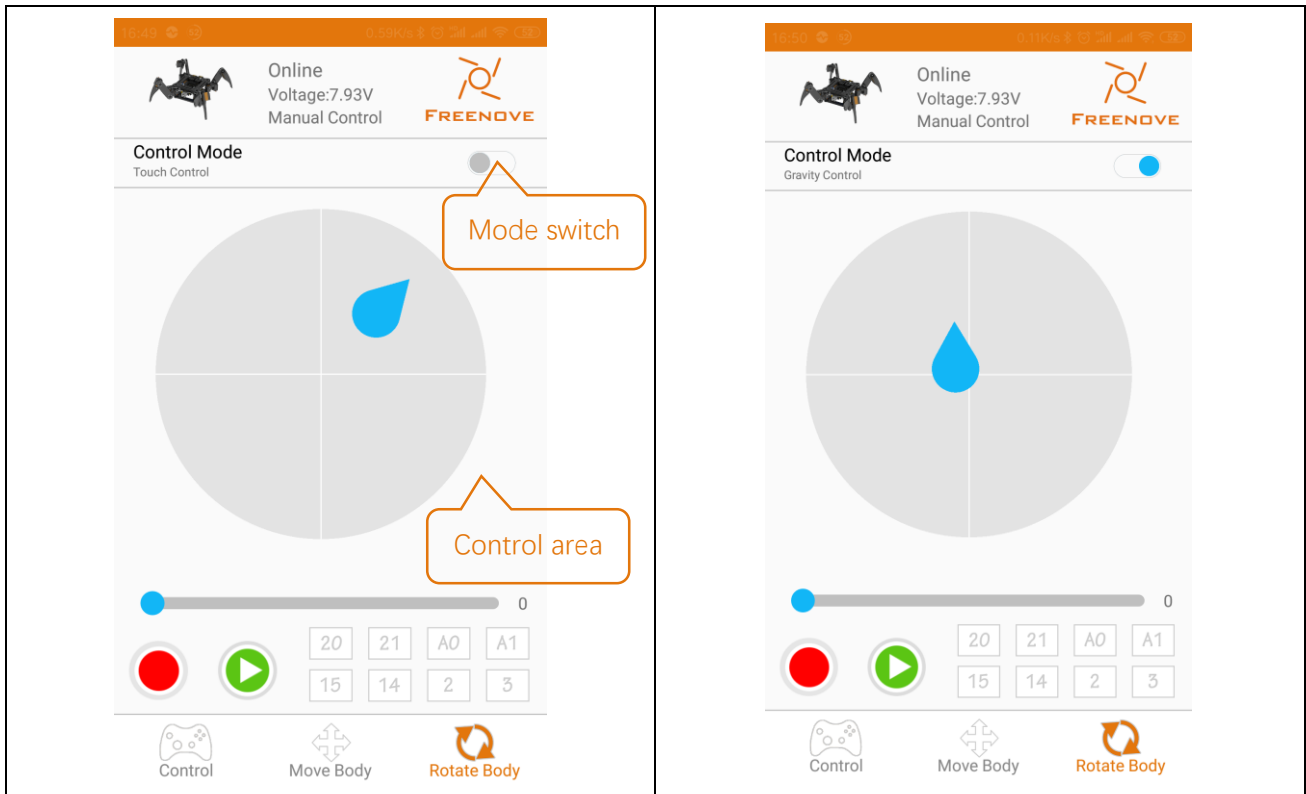 16:49
0.59K/s
Online
Voltage:7.93V
Manual Control
FREENOVE
Control Mode
Touch Control
Mode switch
Control area
0
20 21 A0 A1
15 14 2 3
Control
Move Body
Rotate Body
16:50
0.11K/s
Online
Voltage:7.93V
Manual Control
FREENOVE
Control Mode
Gravity Control
0
20 21 A0 A1
15 14 2 3
Control
Move Body
Rotate Body